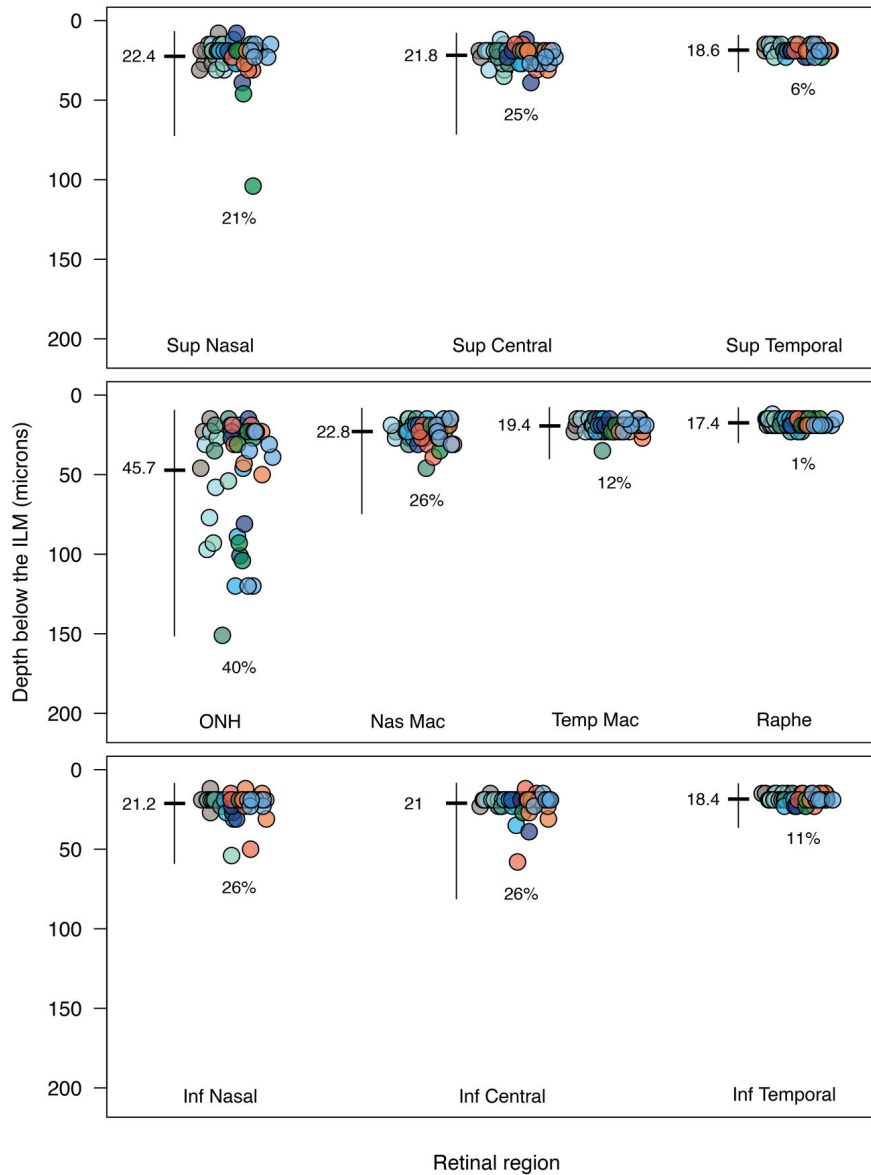 0
50
100
150
200
22.4
21%
Sup Nasal
21.8
25%
Sup Central
18.6
6%
Sup Temporal
0
50
100
150
200
45.7
40%
ONH
22.8
26%
Nas Mac
19.4
12%
Temp Mac
17.4
1%
Raphe
0
50
100
150
200
21.2
26%
Inf Nasal
21
26%
Inf Central
18.4
11%
Inf Temporal
Depth below the ILM (microns)
Retinal region